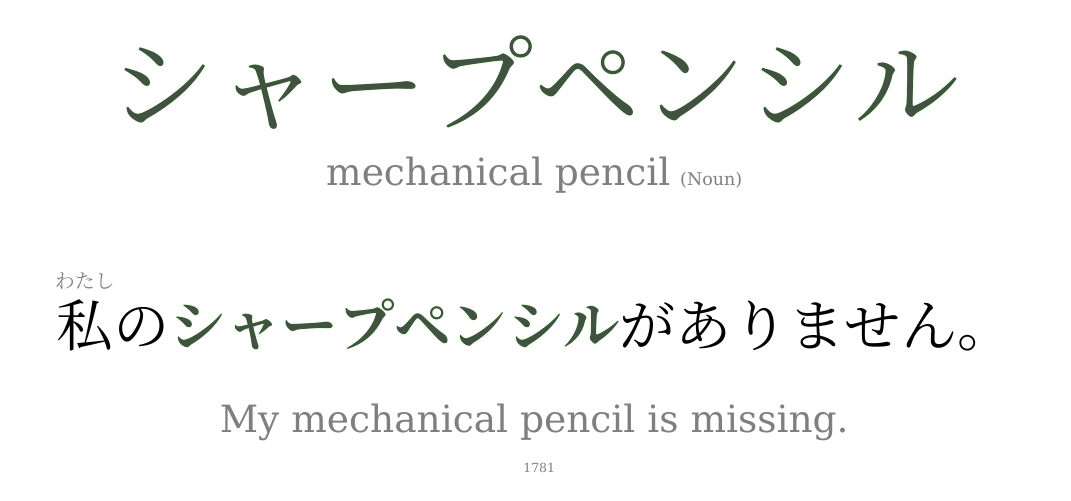 シャープペンシル
mechanical pencil (Noun)
わたし
私のシャープペンシルがありません。
My mechanical pencil is missing.
1781